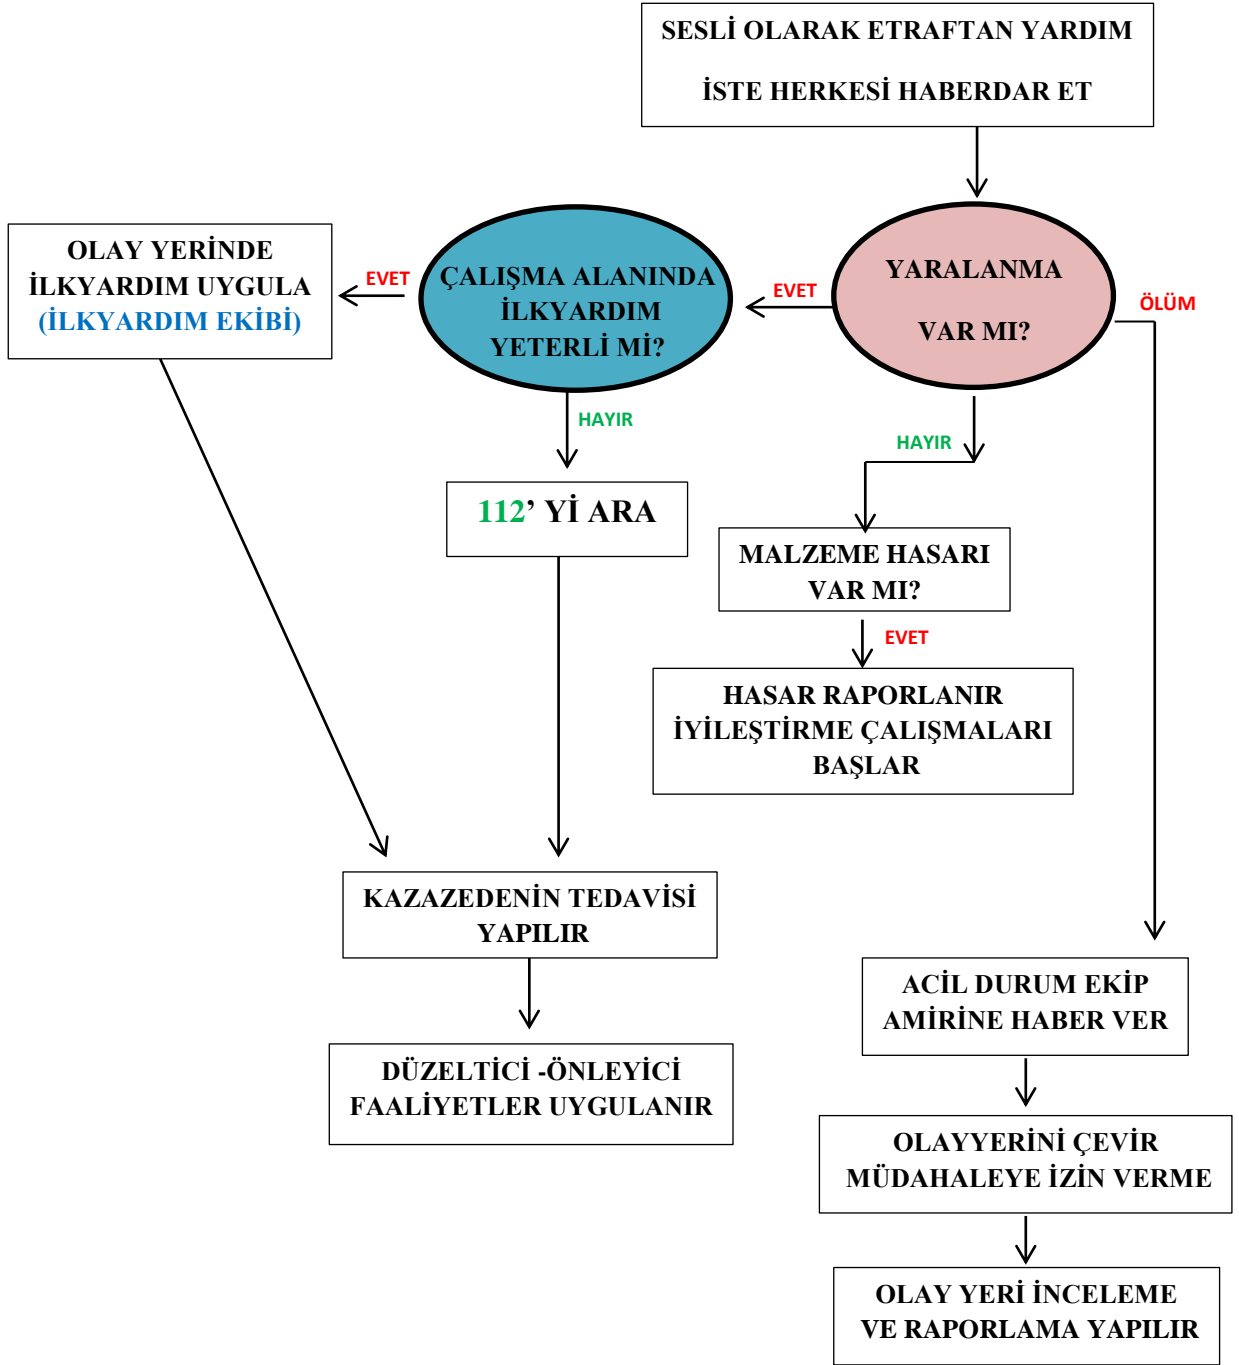 SESLİ OLARAK ETRAFTAN YARDIM
İSTE HERKESİ HABERDAR ET
OLAY YERİNDE
İLKYARDIM UYGULA
(İLKYARDIM EKİBİ)
EVET
ÇALIŞMA ALANINDA
İLKYARDIM
YETERLİ Mİ?
EVET
YARALANMA
VAR MI?
ÖLÜM
HAYIR
HAYIR
112’ Yİ ARA
MALZEME HASARI
VAR MI?
EVET
HASAR RAPORLANIR
İYİLEŞTİRME ÇALIŞMALARI
BAŞLAR
KAZAZEDENİN TEDAVİSİ
YAPILIR
DÜZELTİCİ -ÖNLEYİCİ
FAALİYETLER UYGULANIR
ACİL DURUM EKİP
AMİRİNE HABER VER
OLAYYERİNİ ÇEVİR
MÜDAHALEYE İZİN VERME
OLAY YERİ İNCELEME
VE RAPORLAMA YAPILIR